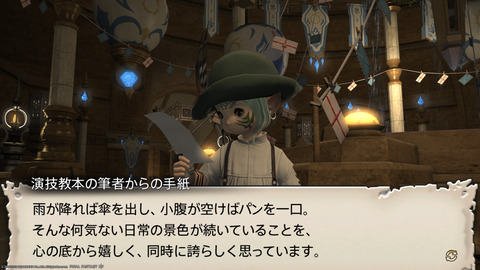 演技教本の筆者からの手紙
雨が降れば傘を出し、小腹が空けばパンを一口。
そんな何気ない日常の景色が続いていることを、
心の底から嬉しく、同時に誇らしく思っています。